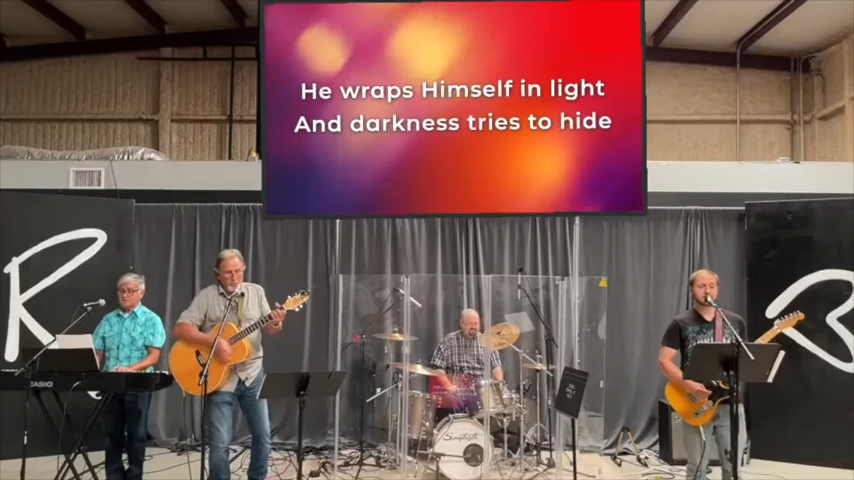 He wraps Himself in Light
And darkness tries to hide
R
R
CASIO